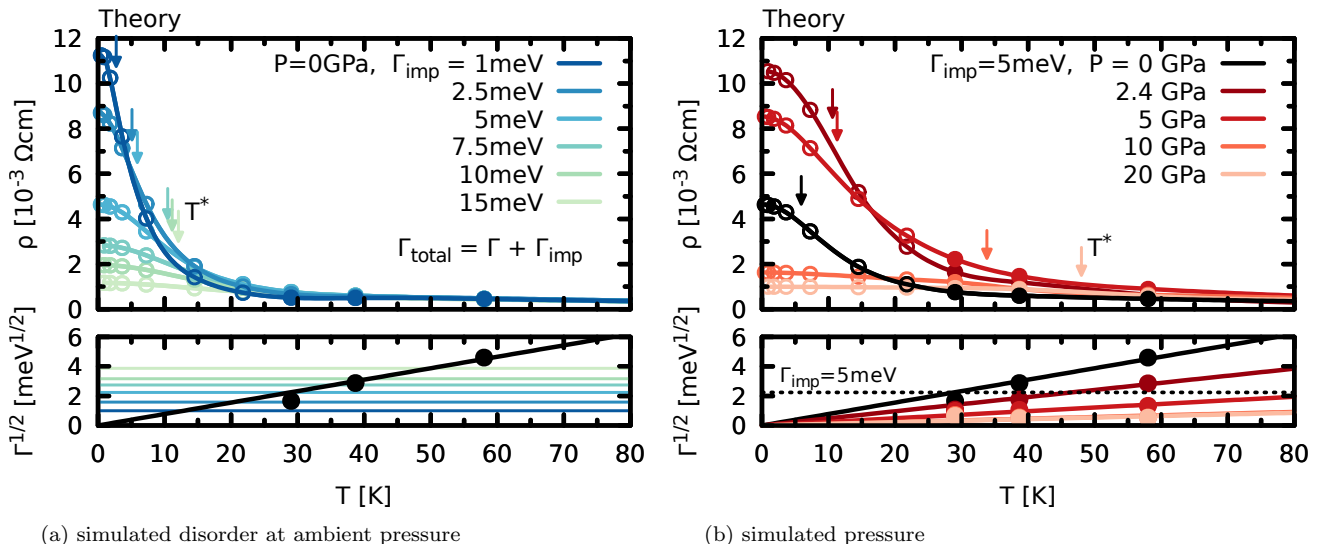 Theory
12
10
8
6
4
2
0
ρ [10⁻³ Ωcm]
P=0GPa, Γimp = 1meV
2.5meV
5meV
7.5meV
10meV
15meV
T*
Γtotal = Γ + Γimp
6
4
2
0
Γ^1/2 [meV^1/2]
0 10 20 30 40 50 60 70 80
T [K]
(a) simulated disorder at ambient pressure
Theory
12
10
8
6
4
2
0
ρ [10⁻³ Ωcm]
Γimp=5meV, P = 0 GPa
2.4 GPa
5 GPa
10 GPa
20 GPa
T*
6
4
2
0
Γ^1/2 [meV^1/2]
Γimp=5meV
0 10 20 30 40 50 60 70 80
T [K]
(b) simulated pressure